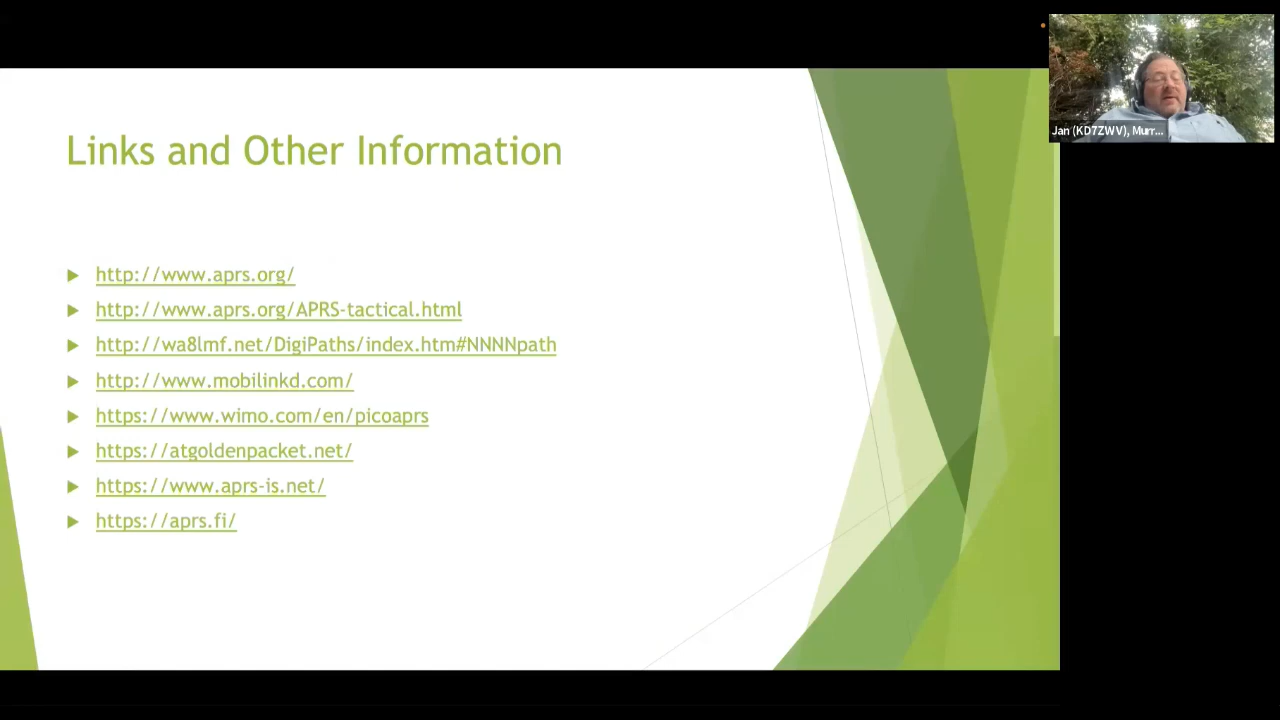 Links and Other Information
http://www.aprs.org/
http://www.aprs.org/APRS-tactical.html
http://wa8lmf.net/DigiPaths/index.htm#NNNNpath
http://www.mobilinkd.com/
https://www.wimo.com/en/picoaprs
https://atgoldenpacket.net/
https://www.aprs-is.net/
https://aprs.fi/
Jan (KD7ZWV), Murr...